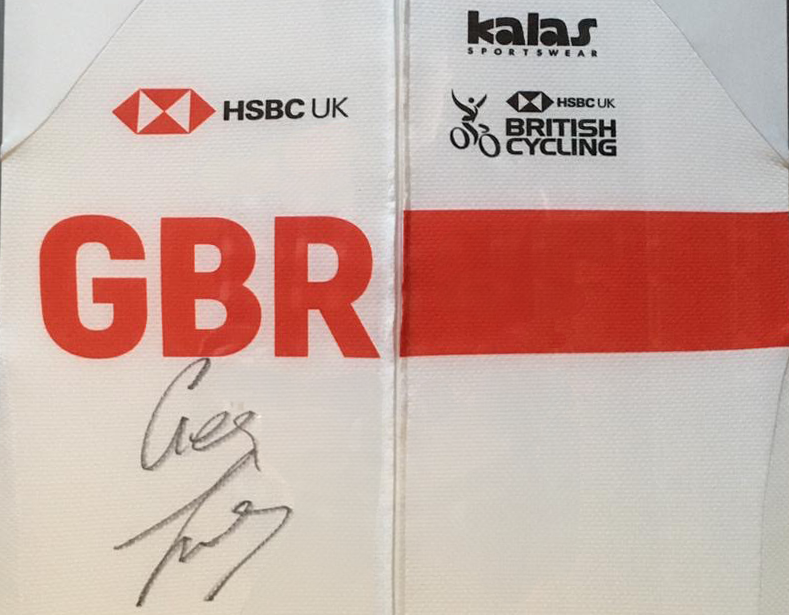 kalas
SPORTSWEAR
HSBC UK
HSBC UK
BRITISH
CYCLING
GBR